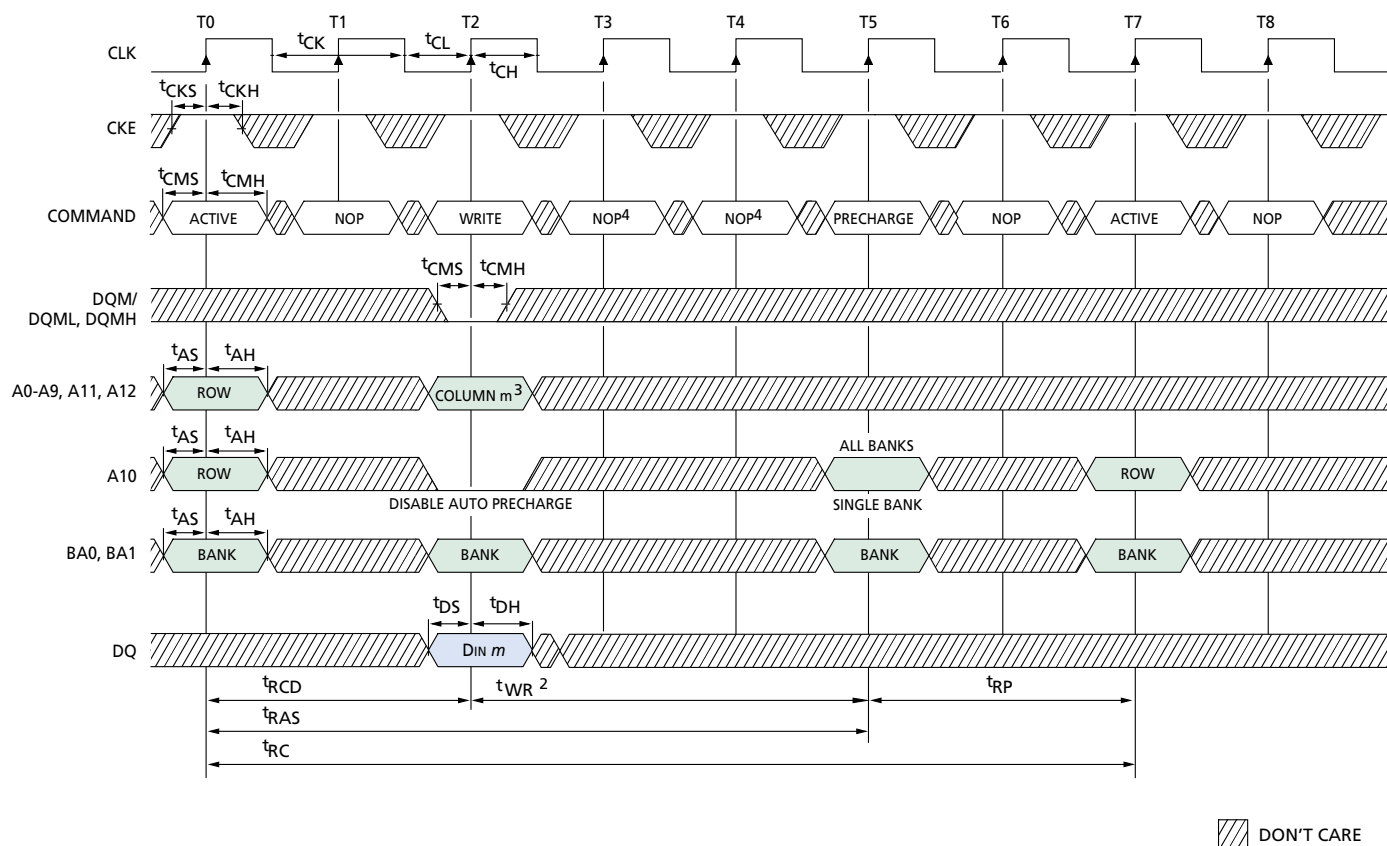 T0 T1 T2 T3 T4 T5 T6 T7 T8
CLK
tCK tCL
tCH
tCKS tCKH
CKE
tCMS tCMH
COMMAND ACTIVE NOP WRITE NOP4 NOP4 PRECHARGE NOP ACTIVE NOP
tCMS tCMH
DQM/
DQML, DQMH
tAS tAH
A0-A9, A11, A12 ROW COLUMN m3
tAS tAH
ALL BANKS
A10 ROW ROW
DISABLE AUTO PRECHARGE SINGLE BANK
tAS tAH
BA0, BA1 BANK BANK BANK BANK
tDS tDH
DQ DIN m
tRCD tWR 2 tRP
tRAS
tRC
DON'T CARE